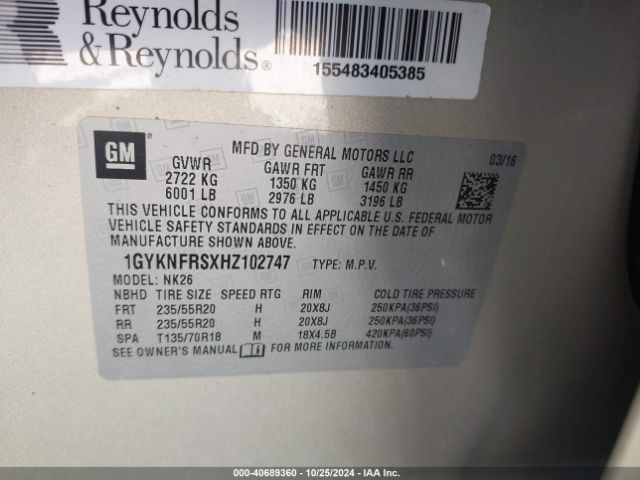 Reynolds
& Reynolds®
155483405385
GM
MFD BY GENERAL MOTORS LLC
03/16
GVWR GAWR FRT GAWR RR
2722 KG 1350 KG 1450 KG
6001 LB 2976 LB 3196 LB
THIS VEHICLE CONFORMS TO ALL APPLICABLE U.S. FEDERAL MOTOR
VEHICLE SAFETY STANDARDS IN EFFECT ON THE DATE OF
MANUFACTURE SHOWN ABOVE.
1GYKNFRSXHZ102747 TYPE: M.P.V.
MODEL: NK26
NBHD TIRE SIZE SPEED RTG RIM COLD TIRE PRESSURE
FRT 235/55R20 H 20X8J 250KPA(36PSI)
RR 235/55R20 H 20X8J 250KPA(36PSI)
SPA T135/70R18 M 18X4.5B 420KPA(60PSI)
SEE OWNER'S MANUAL FOR MORE INFORMATION.
000-40689360 - 10/25/2024 - IAA Inc.